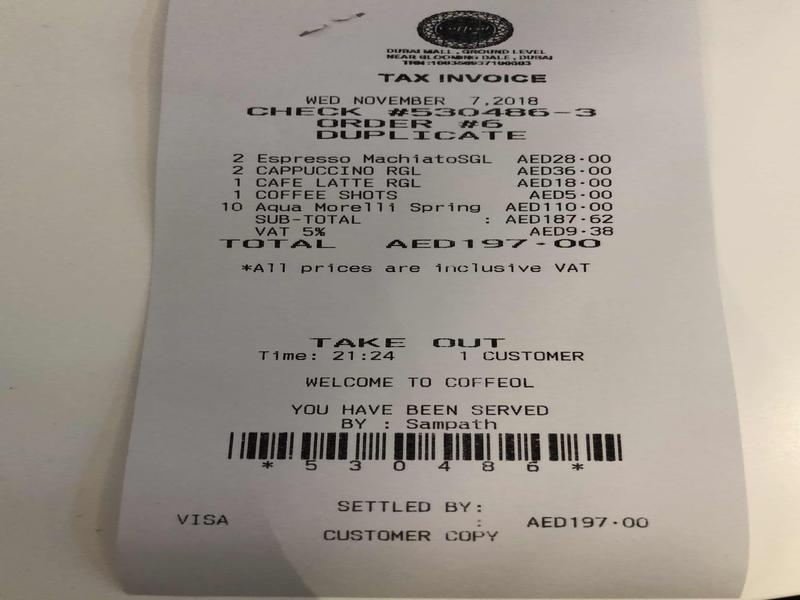 DUBAI MALL, GROUND LEVEL
NEAR BLOOMING DALE, DUBAI
TAX INVOICE
WED NOVEMBER 7,2018
CHECK #530486-3
ORDER #6
DUPLICATE
2 Espresso MachiatoSGL AED28.00
2 CAPPUCCINO RGL AED36.00
1 CAFE LATTE RGL AED18.00
1 COFFEE SHOTS AED5.00
10 Aqua Morelli Spring AED110.00
SUB-TOTAL : AED187.62
VAT 5% AED9.38
TOTAL AED197.00
*All prices are inclusive VAT
TAKE OUT
Time: 21:24 1 CUSTOMER
WELCOME TO COFFEOL
YOU HAVE BEEN SERVED
BY : Sampath
*530486*
SETTLED BY:
VISA : AED197.00
CUSTOMER COPY